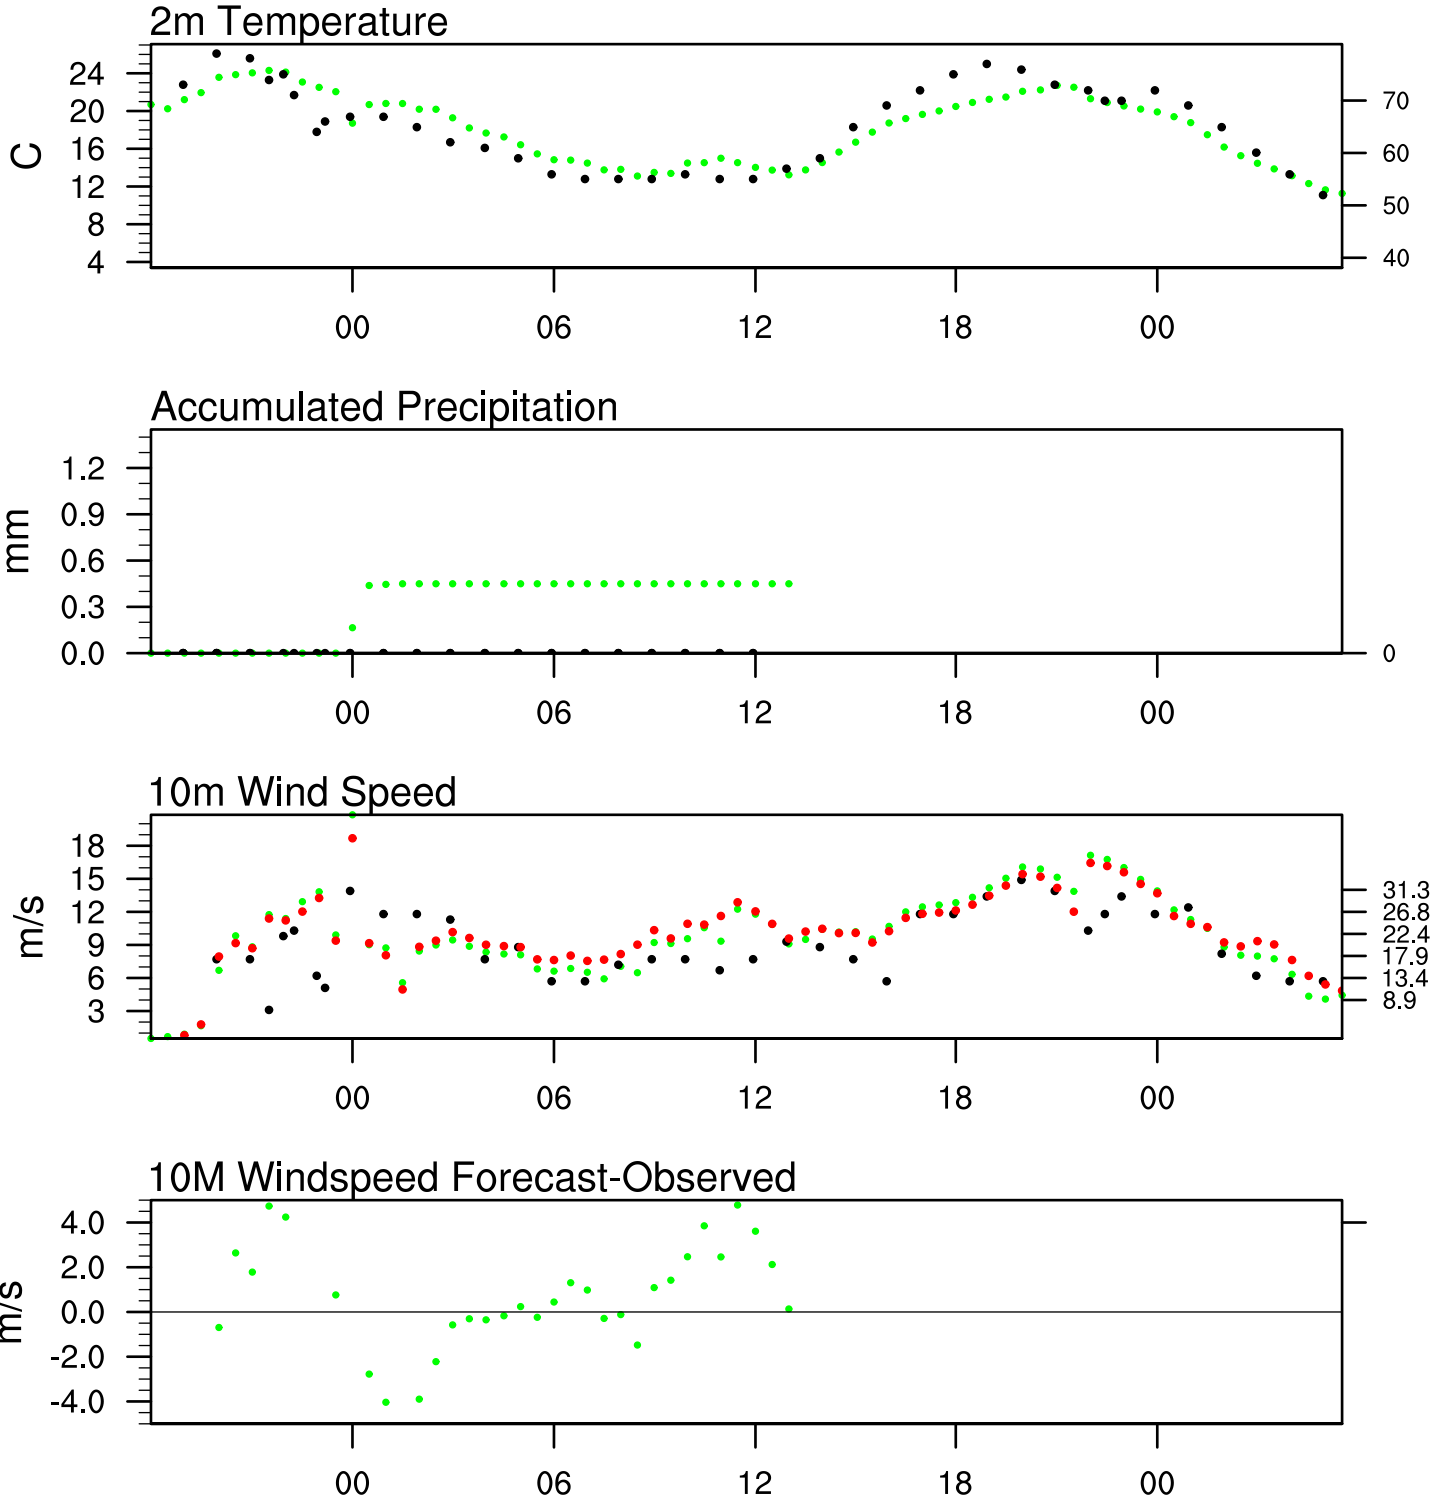 2m Temperature
C
24
20
16
12
8
4
70
60
50
40
00 06 12 18 00
Accumulated Precipitation
mm
1.2
0.9
0.6
0.3
0.0
0
00 06 12 18 00
10m Wind Speed
m/s
18
15
12
9
6
3
31.3
26.8
22.4
17.9
13.4
8.9
00 06 12 18 00
10M Windspeed Forecast-Observed
m/s
4.0
2.0
0.0
-2.0
-4.0
00 06 12 18 00